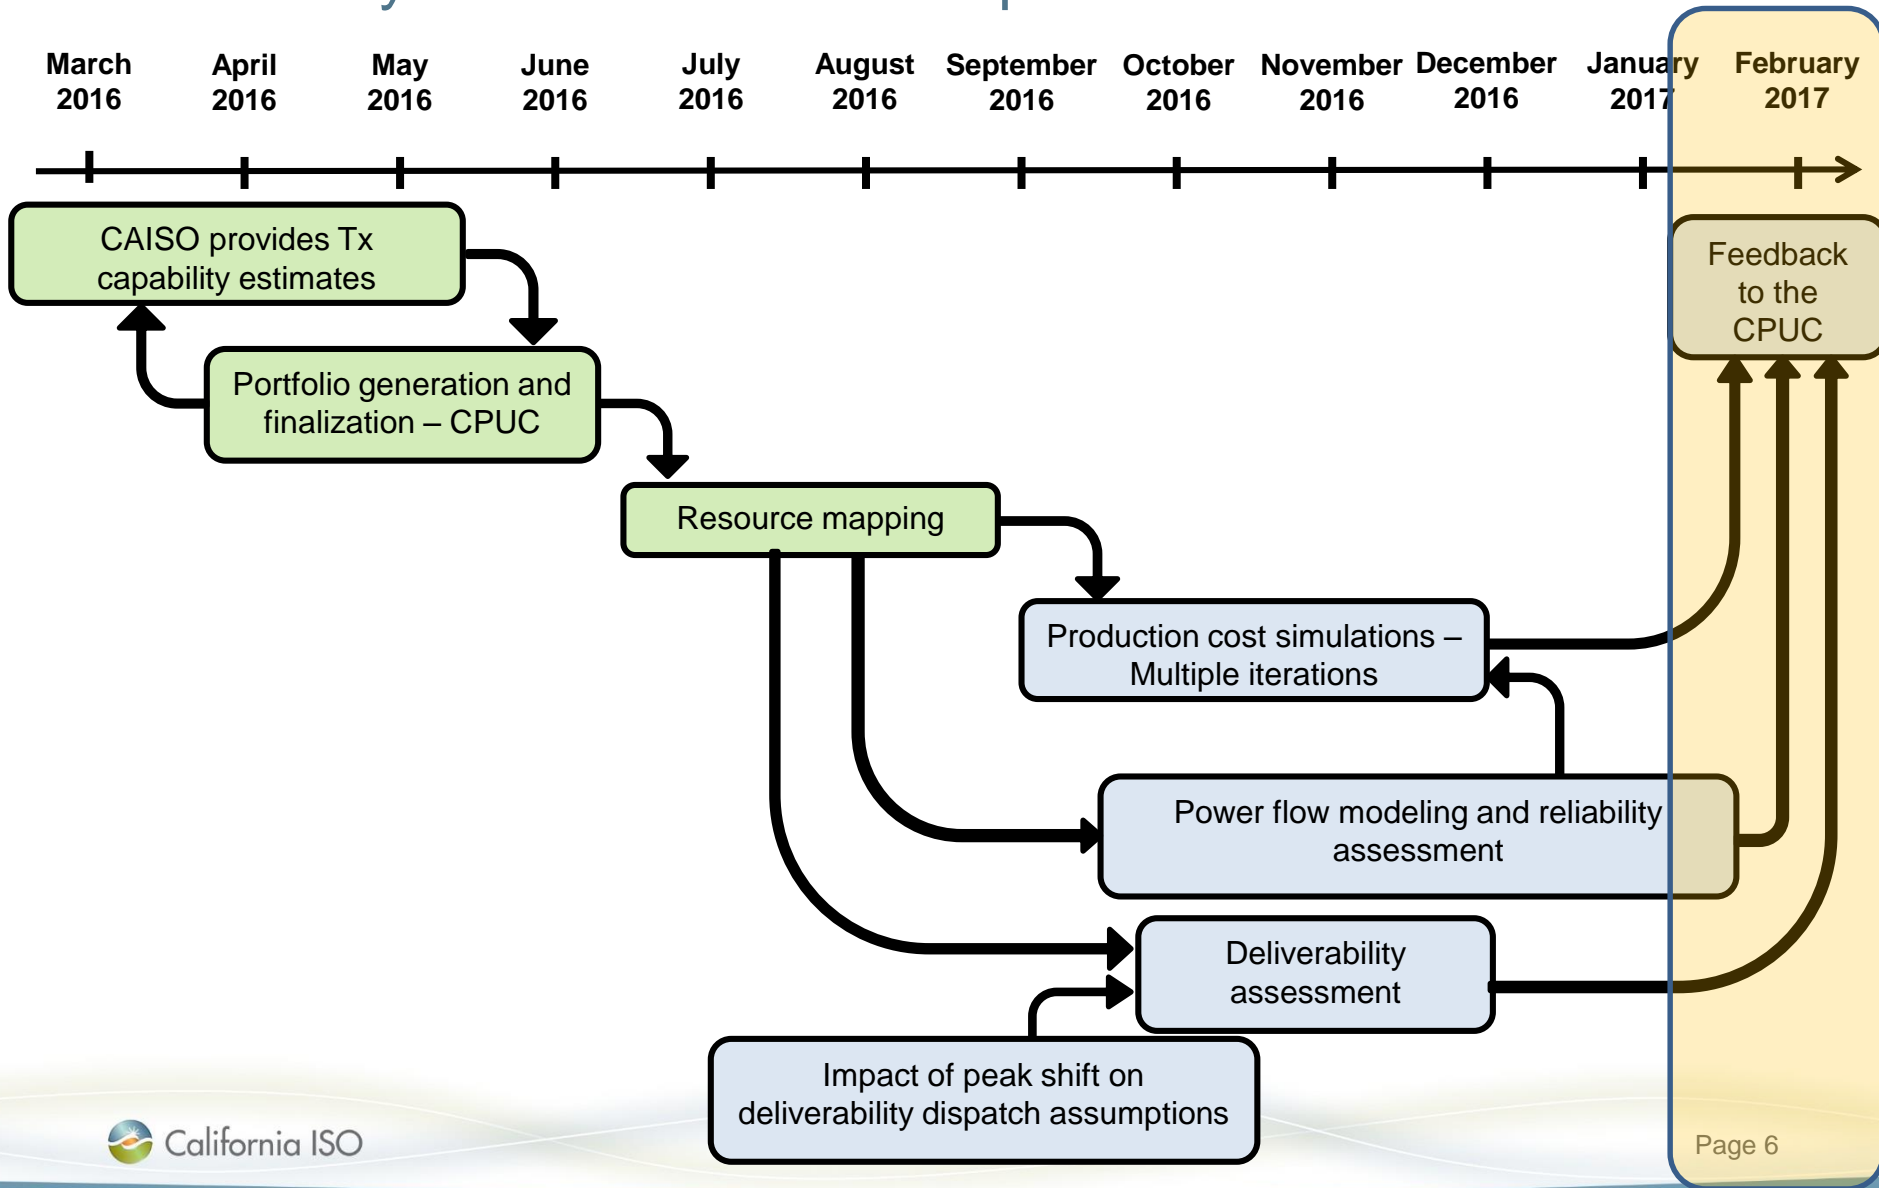 March
2016
April
2016
May
2016
June
2016
July
2016
August
2016
September
2016
October
2016
November
2016
December
2016
January
2017
February
2017
CAISO provides Tx
capability estimates
Feedback
to the
CPUC
Portfolio generation and
finalization – CPUC
Resource mapping
Production cost simulations –
Multiple iterations
Power flow modeling and reliability
assessment
Deliverability
assessment
Impact of peak shift on
deliverability dispatch assumptions
California ISO
Page 6